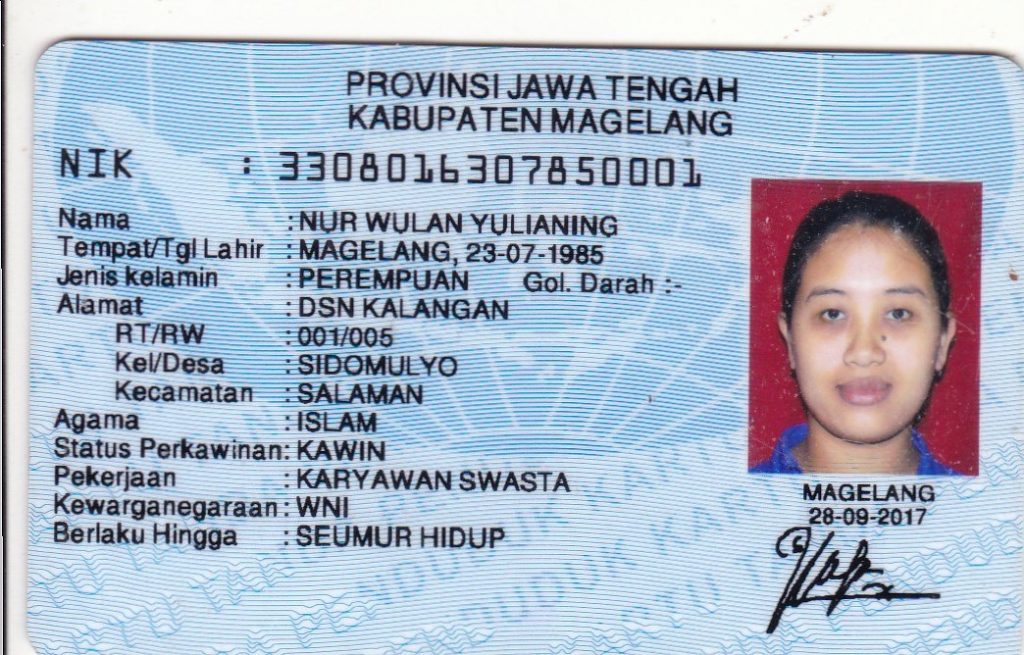 PROVINSI JAWA TENGAH
KABUPATEN MAGELANG
NIK : 3308016307850001
Nama : NUR WULAN YULIANING
Tempat/Tgl Lahir : MAGELANG, 23-07-1985
Jenis kelamin : PEREMPUAN Gol. Darah :-
Alamat : DSN KALANGAN
RT/RW : 001/005
Kel/Desa : SIDOMULYO
Kecamatan : SALAMAN
Agama : ISLAM
Status Perkawinan: KAWIN
Pekerjaan : KARYAWAN SWASTA
Kewarganegaraan : WNI
Berlaku Hingga : SEUMUR HIDUP
MAGELANG
28-09-2017